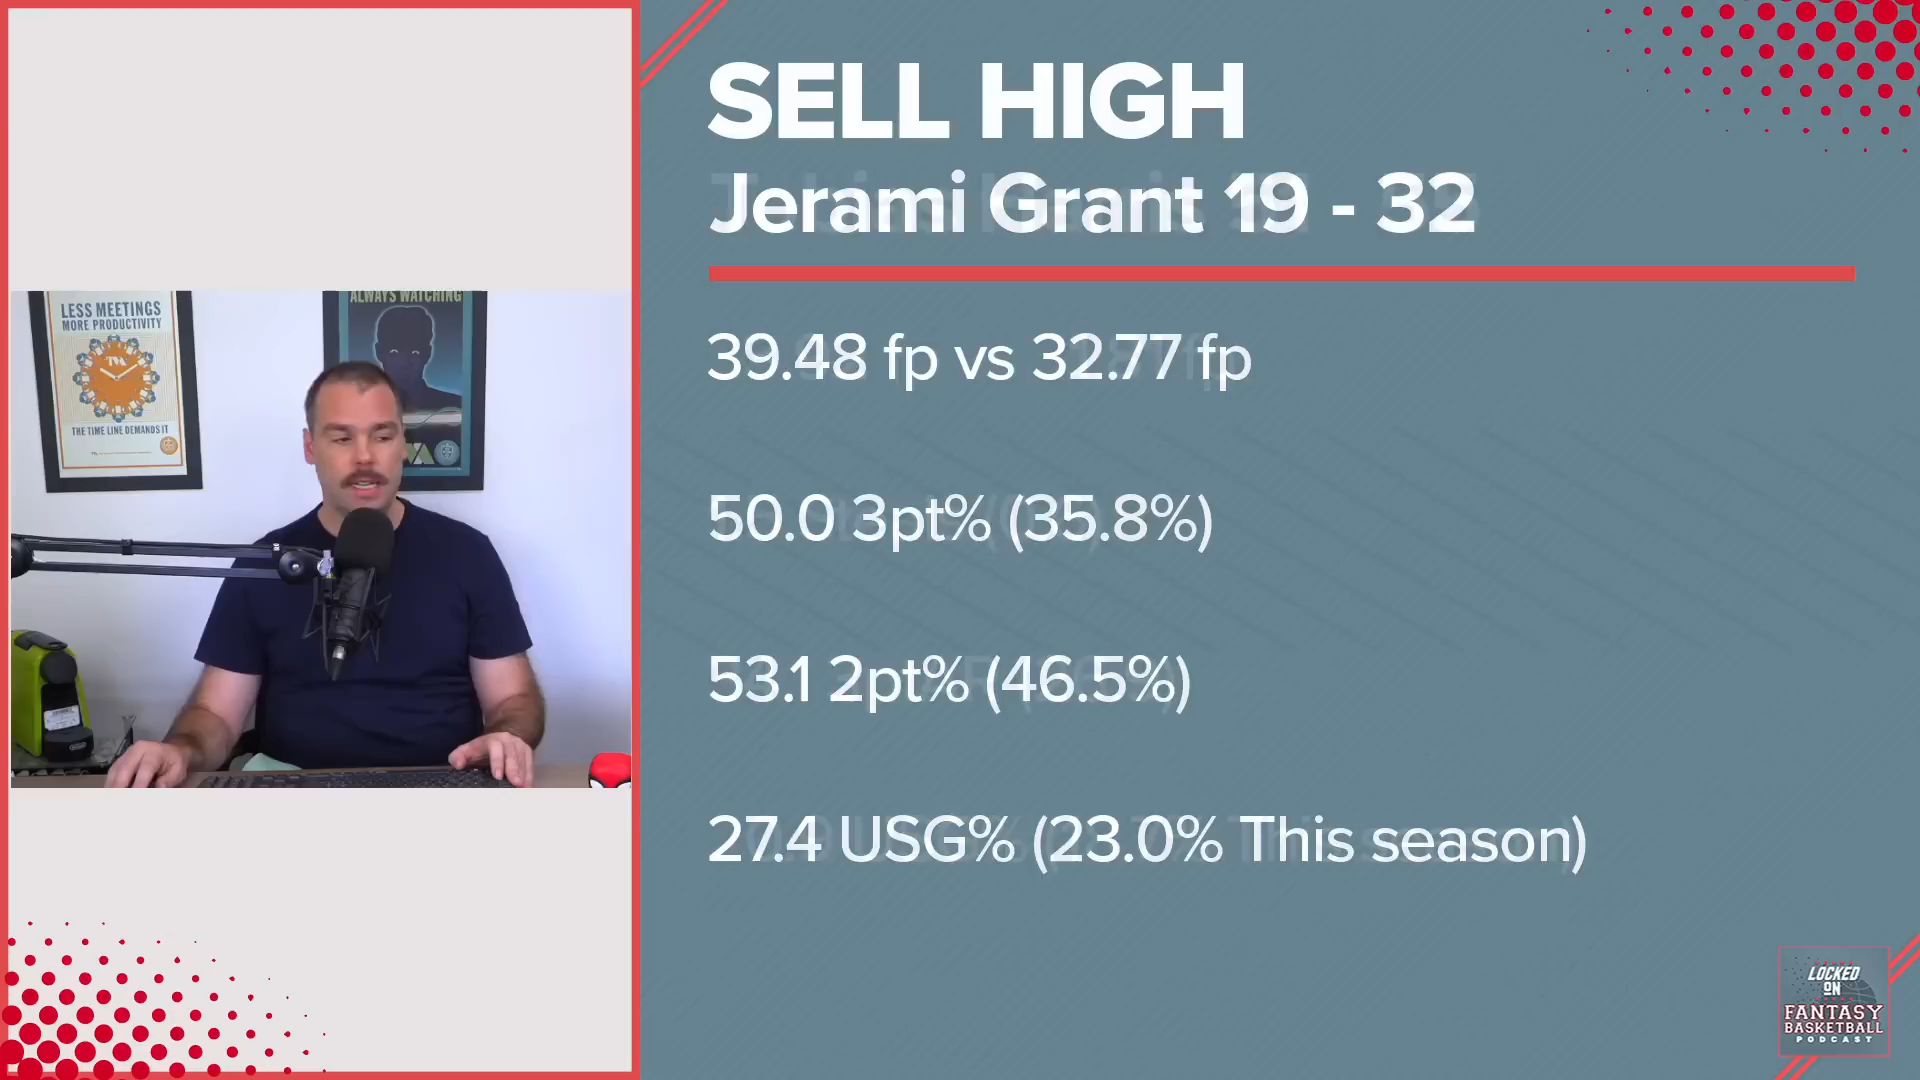 SELL HIGH
Jerami Grant 19 - 32
39.48 fp vs 32.77 fp
50.0 3pt% (35.8%)
53.1 2pt% (46.5%)
27.4 USG% (23.0% This season)
LESS MEETINGS
MORE PRODUCTIVITY
TVA
THE TIME LINE DEMANDS IT
ALWAYS WATCHING
VA
LOCKED
ON
FANTASY
BASKETBALL
PODCAST